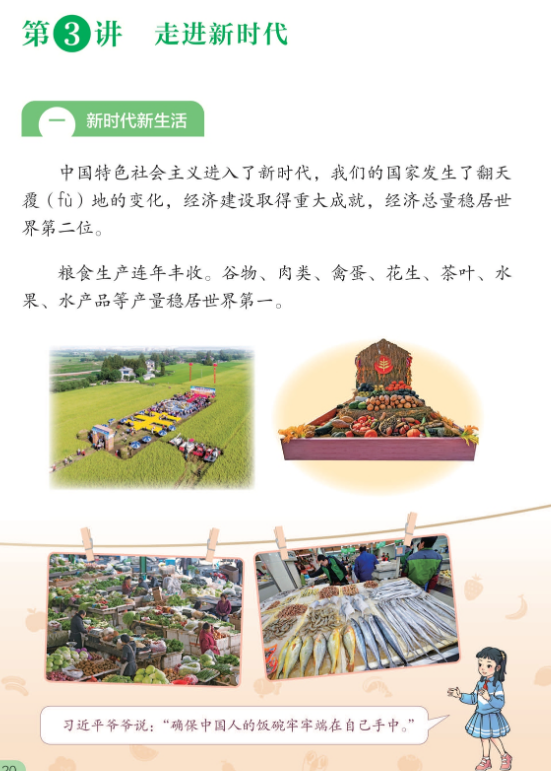 第3讲 走进新时代
一 新时代新生活
中国特色社会主义进入了新时代，我们的国家发生了翻天
覆（fù）地的变化，经济建设取得重大成就，经济总量稳居世
界第二位。
粮食生产连年丰收。谷物、肉类、禽蛋、花生、茶叶、水
果、水产品等产量稳居世界第一。
习近平爷爷说：“确保中国人的饭碗牢牢端在自己手中。”
20